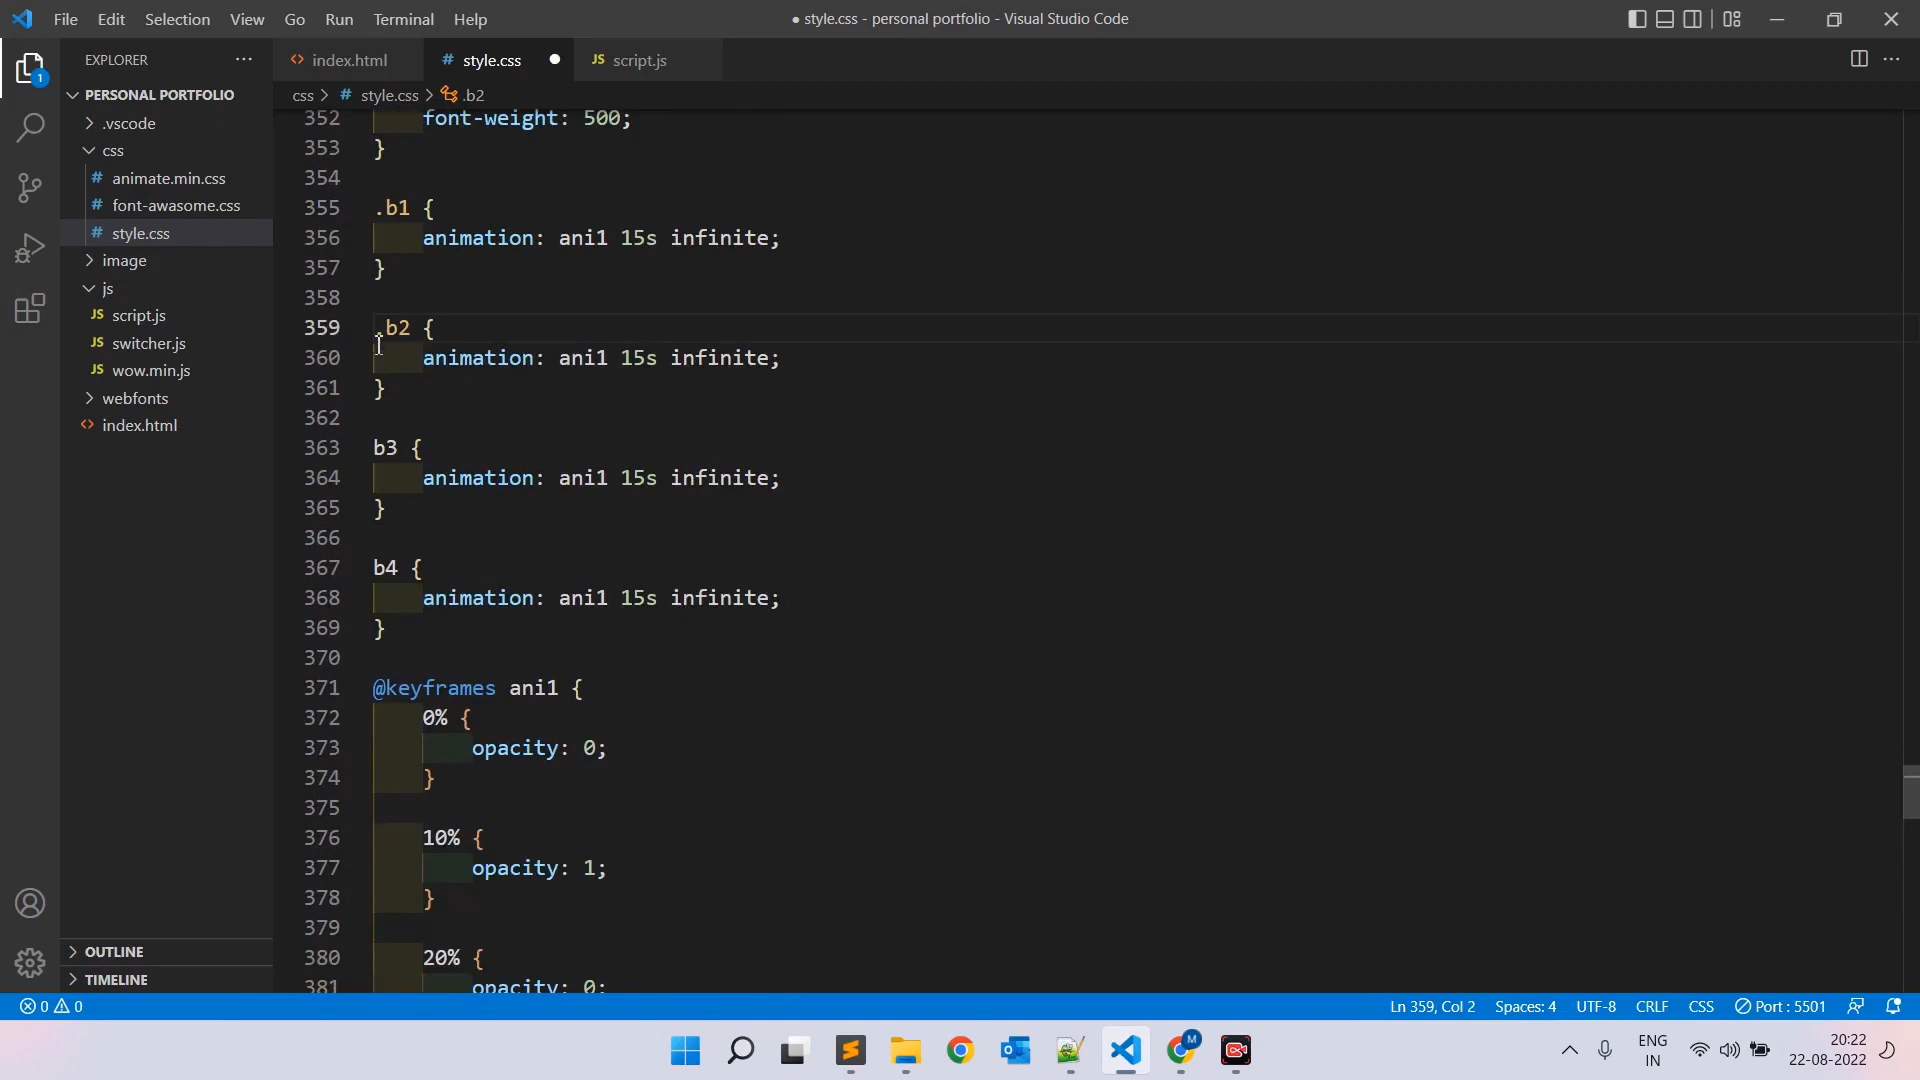 File Edit Selection View Go Run Terminal Help
● style.css - personal portfolio - Visual Studio Code
EXPLORER
PERSONAL PORTFOLIO
.vscode
css
# animate.min.css
# font-awasome.css
# style.css
image
js
JS script.js
JS switcher.js
JS wow.min.js
webfonts
<> index.html
OUTLINE
TIMELINE
1
<> index.html
# style.css
JS script.js
css > # style.css > .b2
352 font-weight: 500;
353 }
354
355 .b1 {
356 animation: ani1 15s infinite;
357 }
358
359 .b2 {
360 animation: ani1 15s infinite;
361 }
362
363 b3 {
364 animation: ani1 15s infinite;
365 }
366
367 b4 {
368 animation: ani1 15s infinite;
369 }
370
371 @keyframes ani1 {
372 0% {
373 opacity: 0;
374 }
375
376 10% {
377 opacity: 1;
378 }
379
380 20% {
381 opacity: 0;
0 0
Ln 359, Col 2 Spaces: 4 UTF-8 CRLF CSS Port : 5501
M
ENG
IN
20:22
22-08-2022